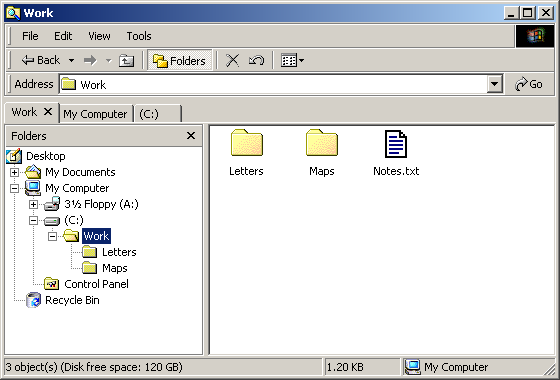 Work
File Edit View Tools
Back Folders
Address Work Go
Work My Computer (C:)
Folders
Desktop
My Documents
My Computer
3½ Floppy (A:)
(C:)
Work
Letters
Maps
Control Panel
Recycle Bin
Letters Maps Notes.txt
3 object(s) (Disk free space: 120 GB) 1.20 KB My Computer